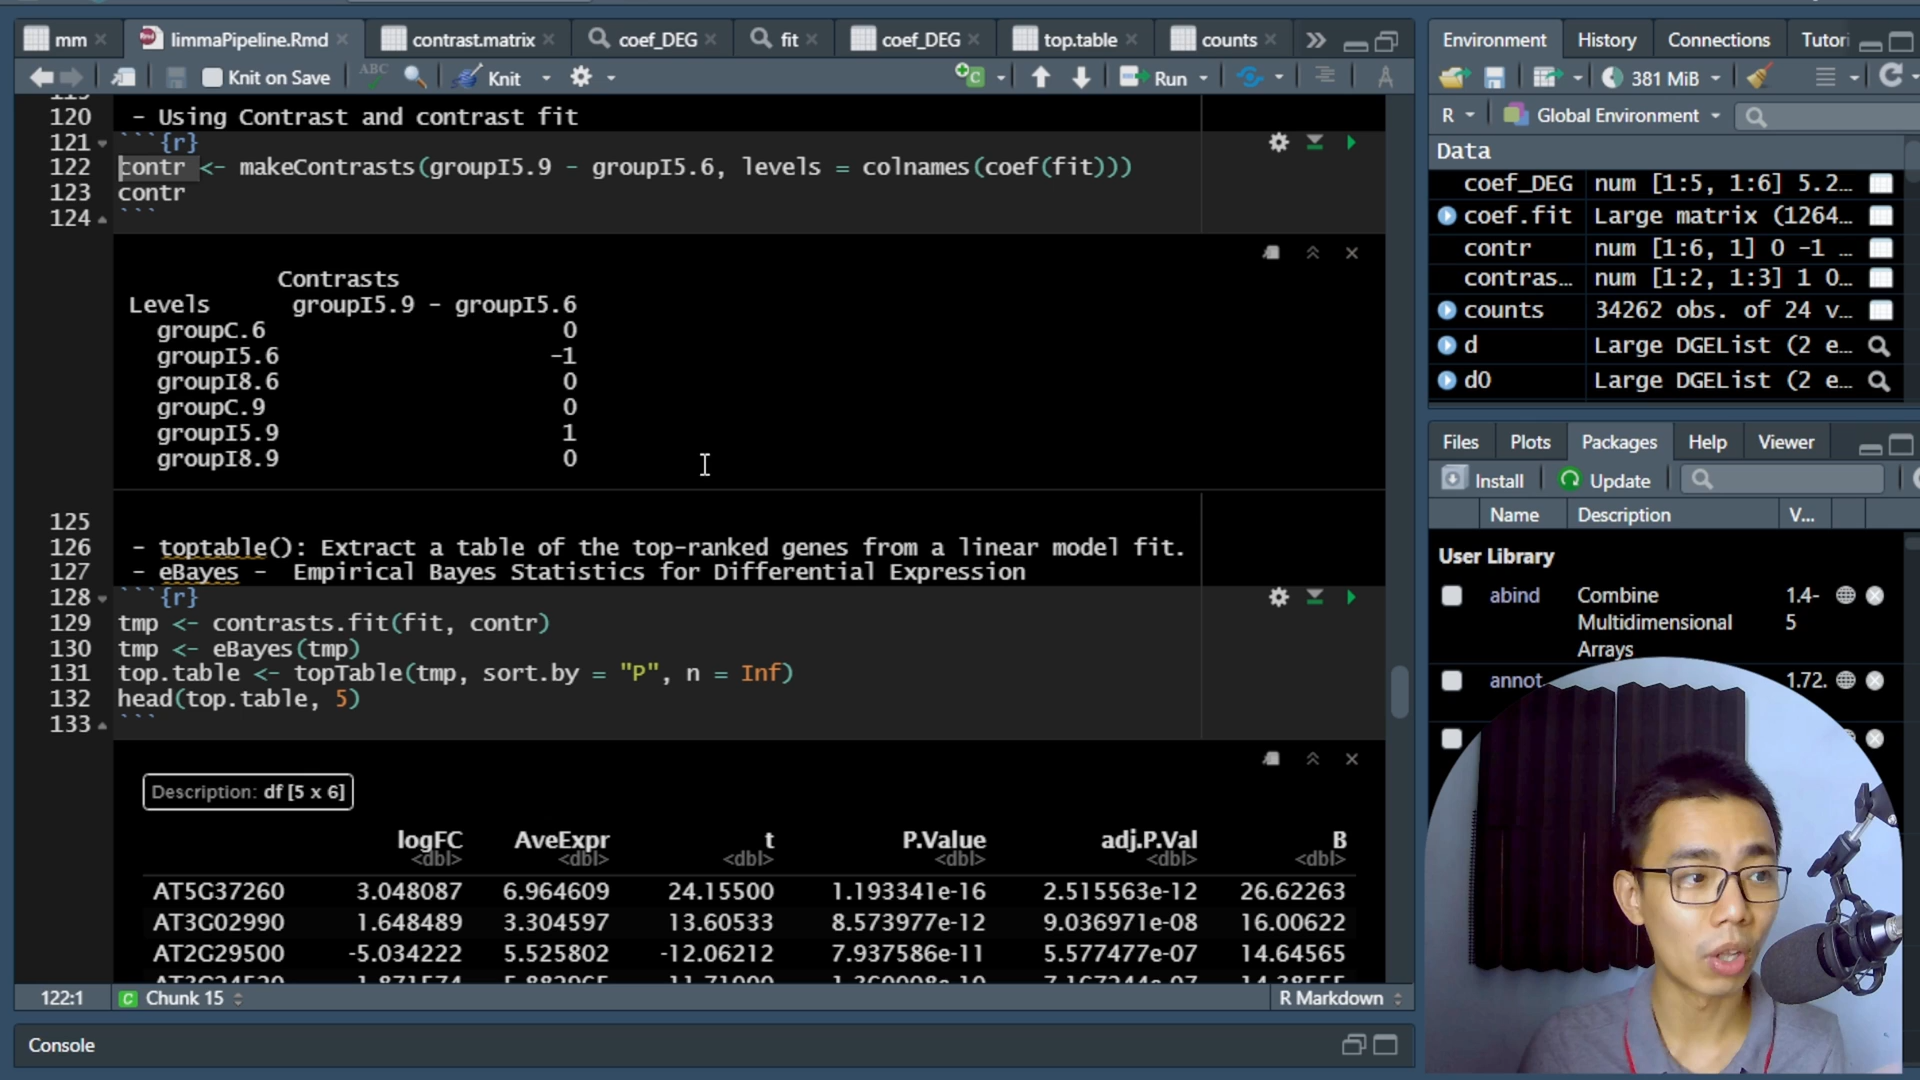 mm
limmaPipeline.Rmd
contrast.matrix
coef_DEG
fit
coef_DEG
top.table
counts
Knit on Save
ABC
Knit
Run
120 - Using Contrast and contrast fit
121 ```{r}
122 contr <- makeContrasts(groupI5.9 - groupI5.6, levels = colnames(coef(fit)))
123 contr
124 ```
Contrasts
Levels groupI5.9 - groupI5.6
groupC.6 0
groupI5.6 -1
groupI8.6 0
groupC.9 0
groupI5.9 1
groupI8.9 0
125
126 - toptable(): Extract a table of the top-ranked genes from a linear model fit.
127 - eBayes - Empirical Bayes Statistics for Differential Expression
128 ```{r}
129 tmp <- contrasts.fit(fit, contr)
130 tmp <- eBayes(tmp)
131 top.table <- topTable(tmp, sort.by = "P", n = Inf)
132 head(top.table, 5)
133 ```
Description: df [5 x 6]
logFC AveExpr t P.Value adj.P.Val B
<dbl> <dbl> <dbl> <dbl> <dbl> <dbl>
AT5G37260 3.048087 6.964609 24.15500 1.193341e-16 2.515563e-12 26.62263
AT3G02990 1.648489 3.304597 13.60533 8.573977e-12 9.036971e-08 16.00622
AT2G29500 -5.034222 5.525802 -12.06212 7.937586e-11 5.577477e-07 14.64565
122:1
Chunk 15
R Markdown
Console
Environment
History
Connections
Tutori
381 MiB
R
Global Environment
Data
coef_DEG num [1:5, 1:6] 5.2…
coef.fit Large matrix (1264…
contr num [1:6, 1] 0 -1 …
contras… num [1:2, 1:3] 1 0…
counts 34262 obs. of 24 v…
d Large DGEList (2 e…
d0 Large DGEList (2 e…
Files
Plots
Packages
Help
Viewer
Install
Update
Name Description V...
User Library
abind Combine Multidimensional Arrays 1.4-5
annot 1.72.